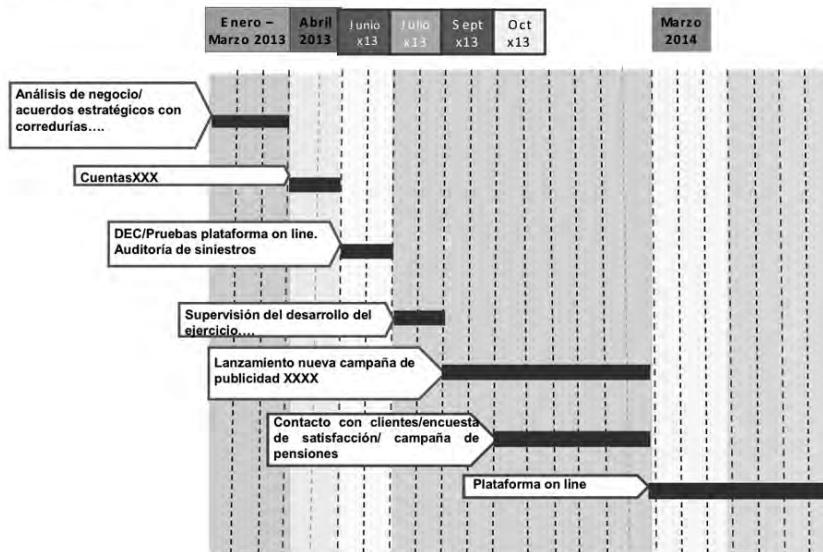 Enero – Marzo 2013
Abril 2013
Junio x13
Julio x13
Sept x13
Oct x13
Marzo 2014
Análisis de negocio/
acuerdos estratégicos con
corredurías….
CuentasXXX
DEC/Pruebas plataforma on line.
Auditoría de siniestros
Supervisión del desarrollo del
ejercicio….
Lanzamiento nueva campaña de
publicidad XXXX
Contacto con clientes/encuesta
de satisfacción/ campaña de
pensiones
Plataforma on line